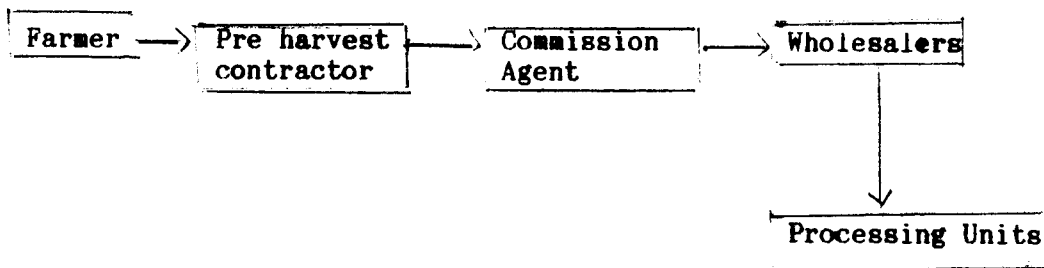 Farmer
Pre harvest
contractor
Commission
Agent
Wholesalers
Processing Units